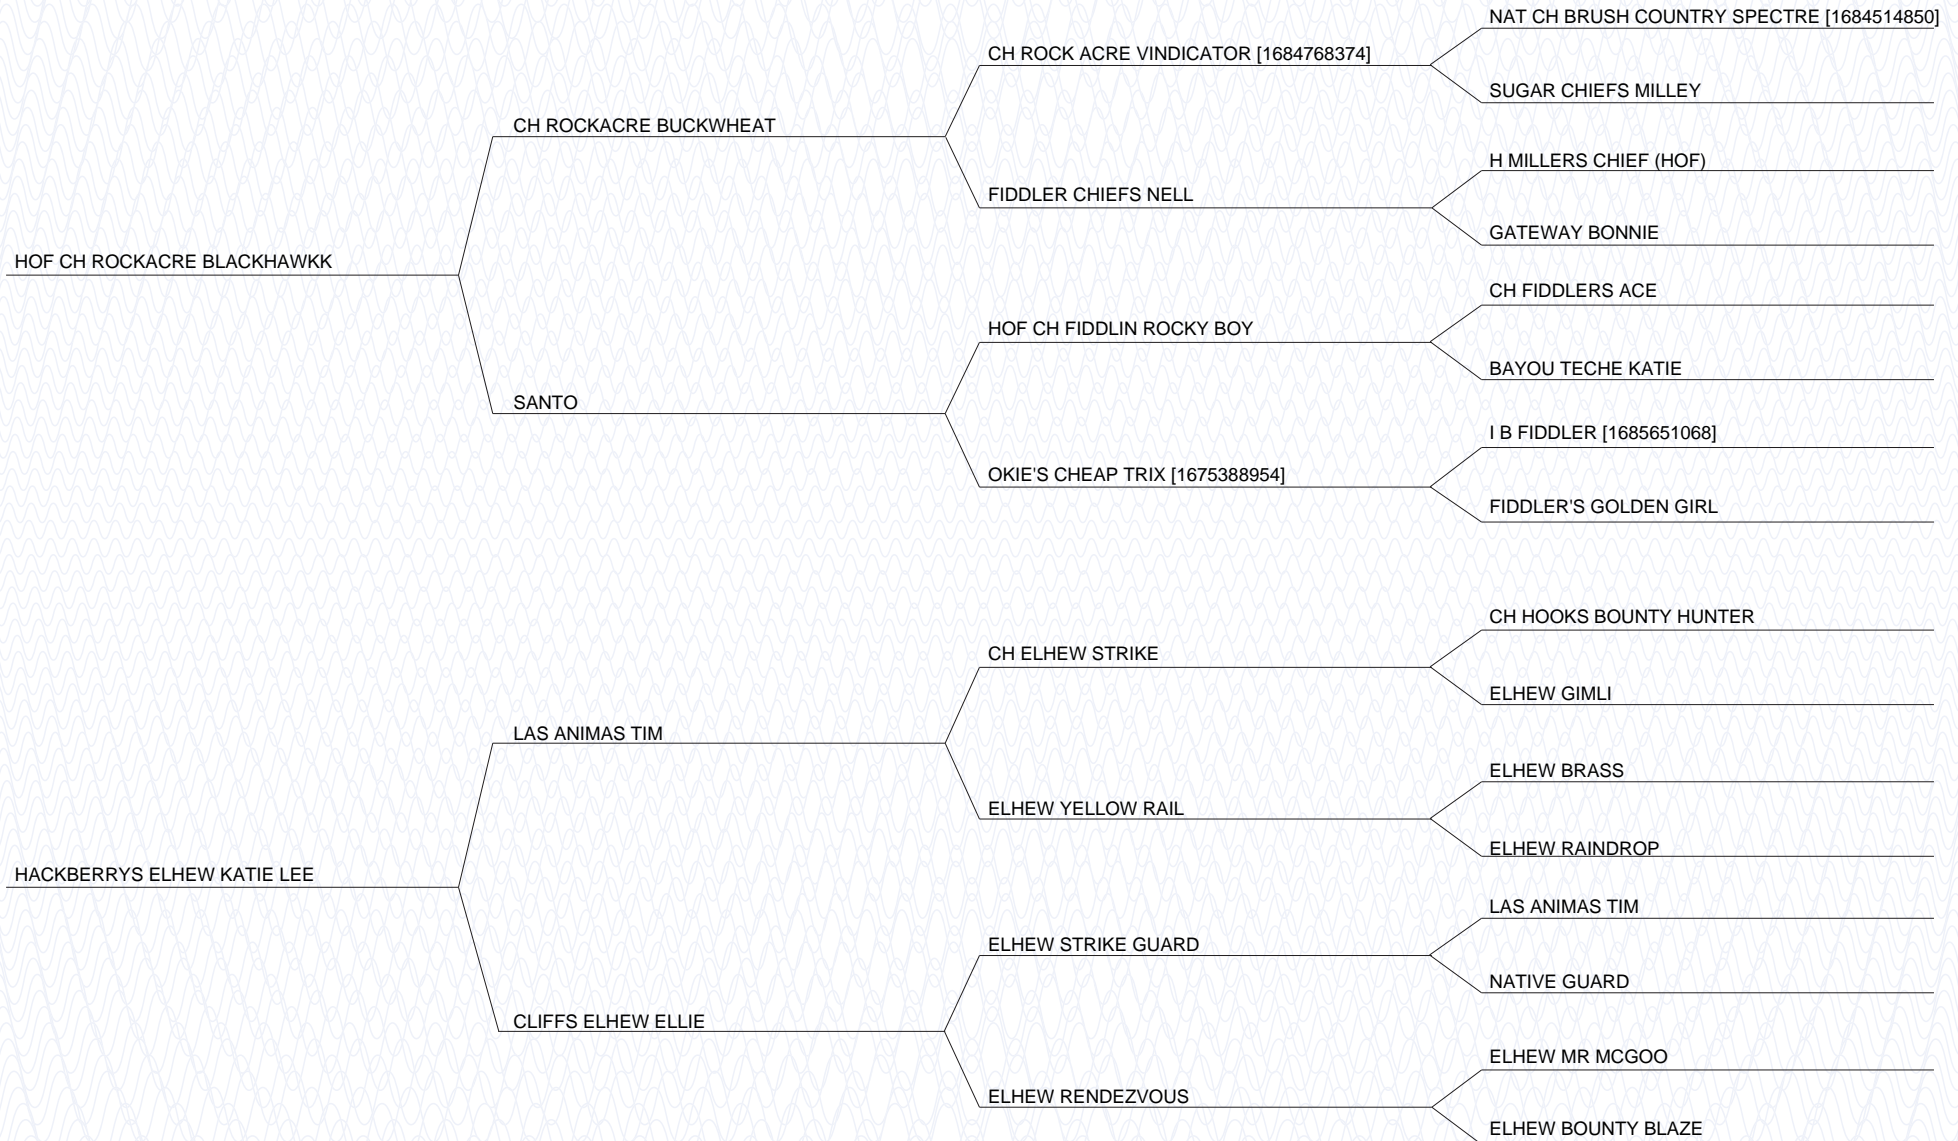 NAT CH BRUSH COUNTRY SPECTRE [1684514850]
CH ROCK ACRE VINDICATOR [1684768374]
SUGAR CHIEFS MILLEY
CH ROCKACRE BUCKWHEAT
H MILLERS CHIEF (HOF)
FIDDLER CHIEFS NELL
GATEWAY BONNIE
HOF CH ROCKACRE BLACKHAWKK
CH FIDDLERS ACE
HOF CH FIDDLIN ROCKY BOY
BAYOU TECHE KATIE
SANTO
I B FIDDLER [1685651068]
OKIE'S CHEAP TRIX [1675388954]
FIDDLER'S GOLDEN GIRL
CH HOOKS BOUNTY HUNTER
CH ELHEW STRIKE
ELHEW GIMLI
LAS ANIMAS TIM
ELHEW BRASS
ELHEW YELLOW RAIL
ELHEW RAINDROP
HACKBERRYS ELHEW KATIE LEE
LAS ANIMAS TIM
ELHEW STRIKE GUARD
NATIVE GUARD
CLIFFS ELHEW ELLIE
ELHEW MR MCGOO
ELHEW RENDEZVOUS
ELHEW BOUNTY BLAZE